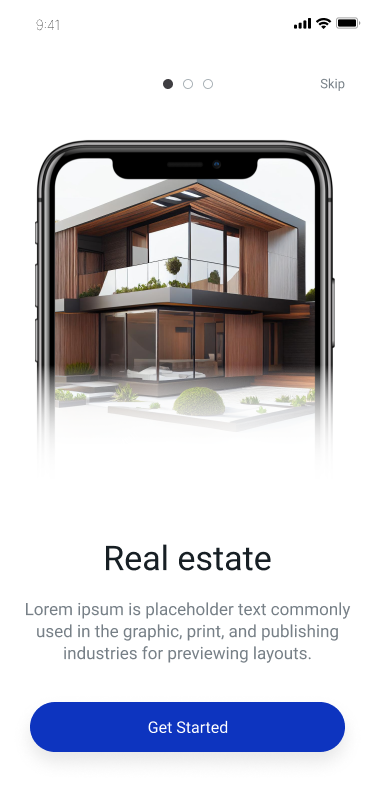 9:41
Skip
Real estate
Lorem ipsum is placeholder text commonly
used in the graphic, print, and publishing
industries for previewing layouts.
Get Started